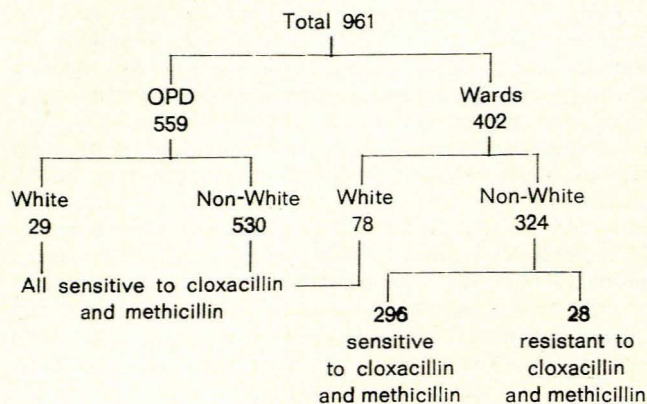 Total 961
OPD Wards
559 402
White Non-White White Non-White
29 530 78 324
All sensitive to cloxacillin
and methicillin
296 28
sensitive resistant to
to cloxacillin cloxacillin
and methicillin and methicillin